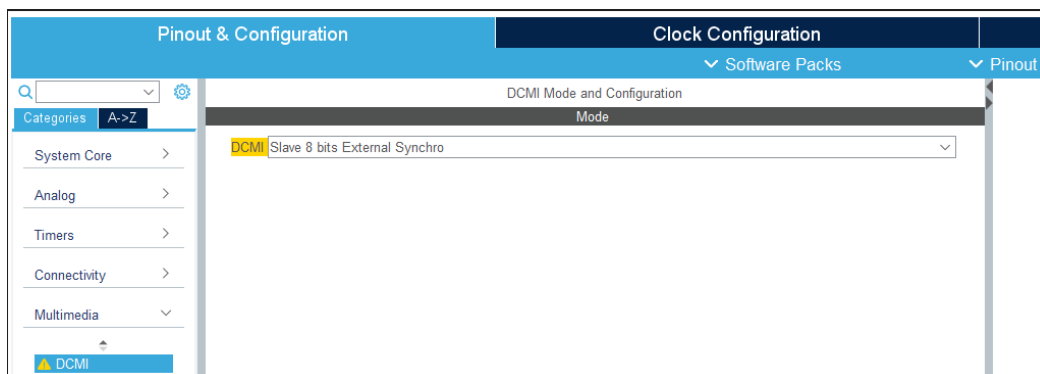 Pinout & Configuration
Clock Configuration
Software Packs
Pinout
DCMI Mode and Configuration
Categories
A->Z
Mode
DCMI Slave 8 bits External Synchro
System Core
Analog
Timers
Connectivity
Multimedia
DCMI